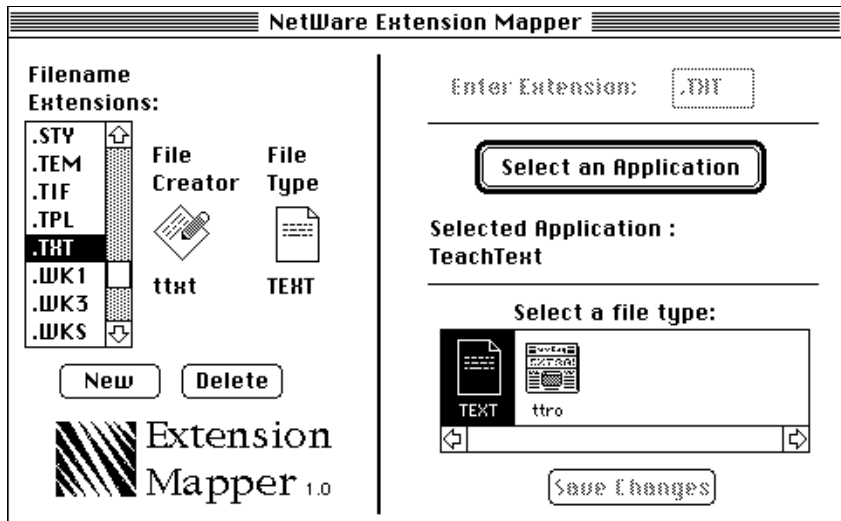 NetWare Extension Mapper
Filename
Extensions:
.STY
.TEM
.TIF
.TPL
.TXT
.WK1
.WK3
.WKS
File
Creator
ttxt
File
Type
TEXT
New
Delete
Extension
Mapper 1.0
Enter Extension:
.TXT
Select an Application
Selected Application :
TeachText
Select a file type:
EXTRA!
TEXT
ttro
Save Changes